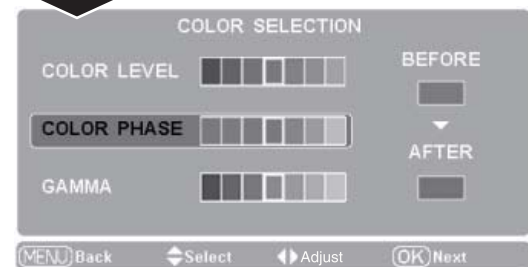 COLOR SELECTION
COLOR LEVEL
BEFORE
COLOR PHASE
AFTER
GAMMA
MENU Back Select Adjust OK Next